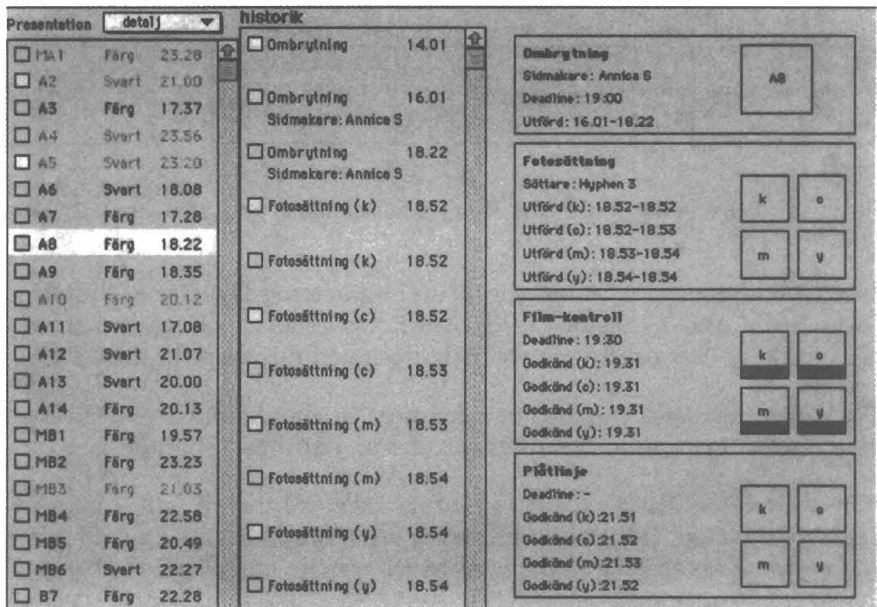 Presentation detalj
MA1 Färg 23.28
A2 Svart 21.00
A3 Färg 17.37
A4 Svart 23.56
A5 Svart 23.20
A6 Svart 18.08
A7 Färg 17.28
A8 Färg 18.22
A9 Färg 18.35
A10 Färg 20.12
A11 Svart 17.08
A12 Svart 21.07
A13 Svart 20.00
A14 Färg 20.13
MB1 Färg 19.57
MB2 Färg 23.23
MB3 Färg 21.03
MB4 Färg 22.58
MB5 Färg 20.49
MB6 Svart 22.27
B7 Färg 22.28
historik
Ombrytning 14.01
Ombrytning 16.01
Sidmakare: Annica S
Ombrytning 18.22
Sidmakare: Annica S
Fotosättning (k) 18.52
Fotosättning (k) 18.52
Fotosättning (c) 18.52
Fotosättning (c) 18.53
Fotosättning (m) 18.53
Fotosättning (m) 18.54
Fotosättning (y) 18.54
Fotosättning (y) 18.54
Ombrytning
Sidmakare: Annica S
Deadline: 19:00
Utförd: 16.01-18.22
A8
Fotosättning
Sättare: Hyphen 3
Utförd (k): 18.52-18.52
Utförd (c): 18.52-18.53
Utförd (m): 18.53-18.54
Utförd (y): 18.54-18.54
k c
m y
Film-kontroll
Deadline: 19:30
Godkänd (k): 19.31
Godkänd (c): 19.31
Godkänd (m): 19.31
Godkänd (y): 19.31
k c
m y
Plåtlinje
Deadline: -
Godkänd (k):21.51
Godkänd (c):21.52
Godkänd (m):21.53
Godkänd (y):21.52
k c
m y